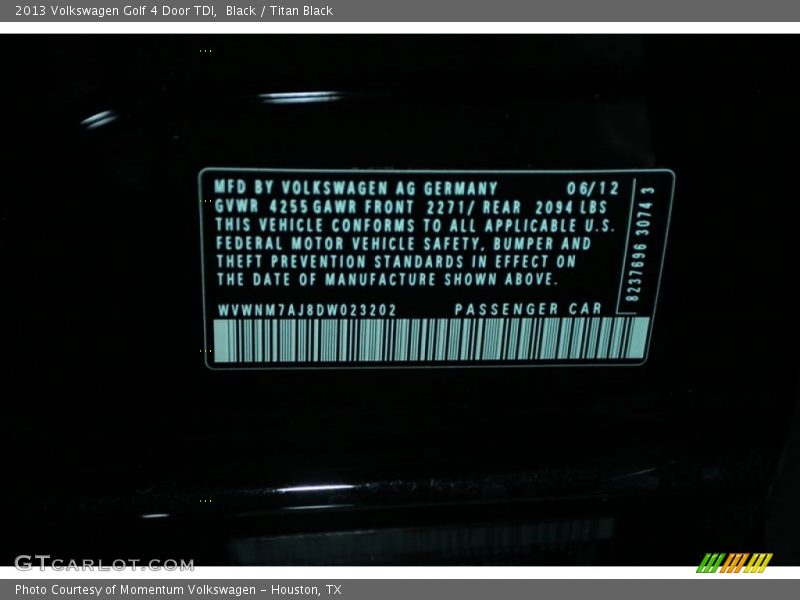 2013 Volkswagen Golf 4 Door TDI, Black / Titan Black
MFD BY VOLKSWAGEN AG GERMANY 06/12
GVWR 4255 GAWR FRONT 2271/ REAR 2094 LBS
THIS VEHICLE CONFORMS TO ALL APPLICABLE U.S.
FEDERAL MOTOR VEHICLE SAFETY, BUMPER AND
THEFT PREVENTION STANDARDS IN EFFECT ON
THE DATE OF MANUFACTURE SHOWN ABOVE.
WVWNM7AJ8DW023202 PASSENGER CAR
8237696 3074 3
GTCARLOT.COM
Photo Courtesy of Momentum Volkswagen - Houston, TX